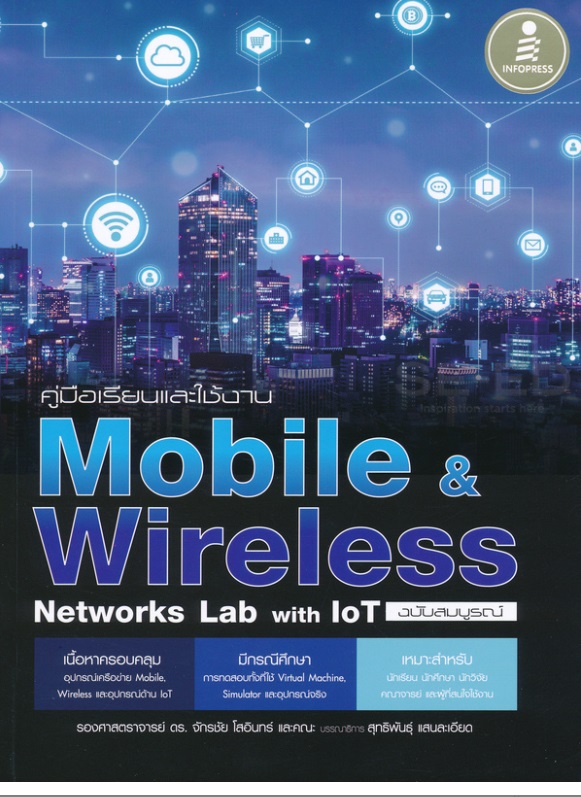 INFOPRESS
SE-ED
Inspiration starts here
คู่มือเรียนและใช้งาน
Mobile &
Wireless
Networks Lab with IoT ฉบับสมบูรณ์
เนื้อหาครอบคลุม
อุปกรณ์เครือข่าย Mobile,
Wireless และอุปกรณ์ด้าน IoT
มีกรณีศึกษา
การทดสอบทั้งที่ใช้ Virtual Machine,
Simulator และอุปกรณ์จริง
เหมาะสำหรับ
นักเรียน นักศึกษา นักวิจัย
คณาจารย์ และผู้ที่สนใจใช้งาน
รองศาสตราจารย์ ดร. จักรชัย โสอินทร์ และคณะ บรรณาธิการ สุทธิพันธุ์ แสนละเอียด